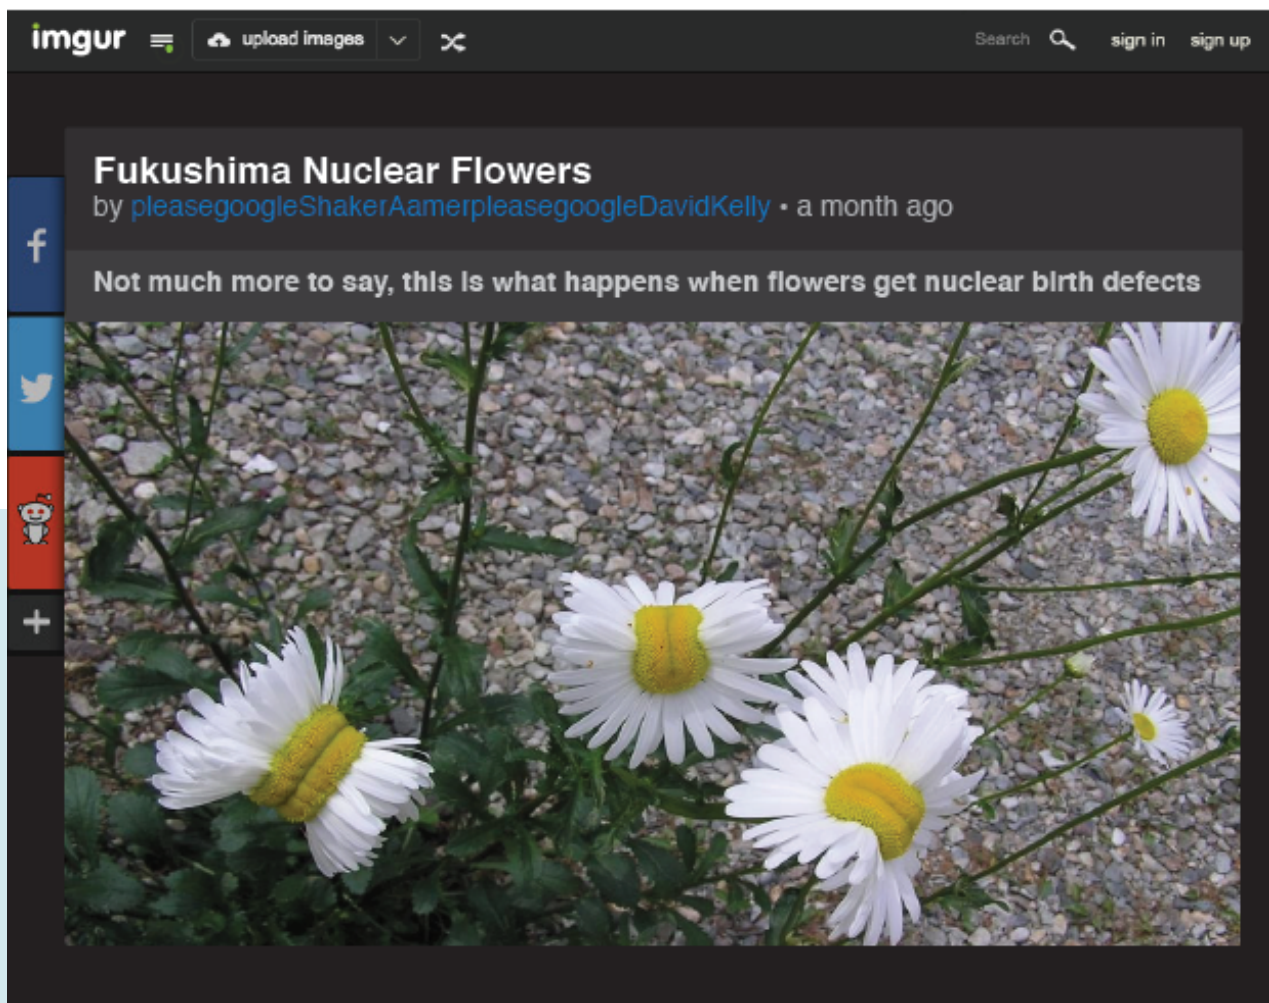 imgur
upload images
Search
sign in
sign up
Fukushima Nuclear Flowers
by pleasegoogleShakerAamerpleasegoogleDavidKelly • a month ago
Not much more to say, this is what happens when flowers get nuclear birth defects